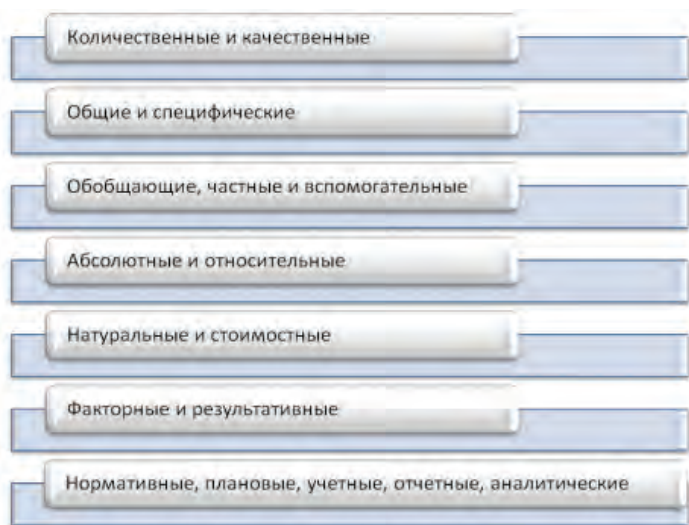 Количественные и качественные
Общие и специфические
Обобщающие, частные и вспомогательные
Абсолютные и относительные
Натуральные и стоимостные
Факторные и результативные
Нормативные, плановые, учетные, отчетные, аналитические